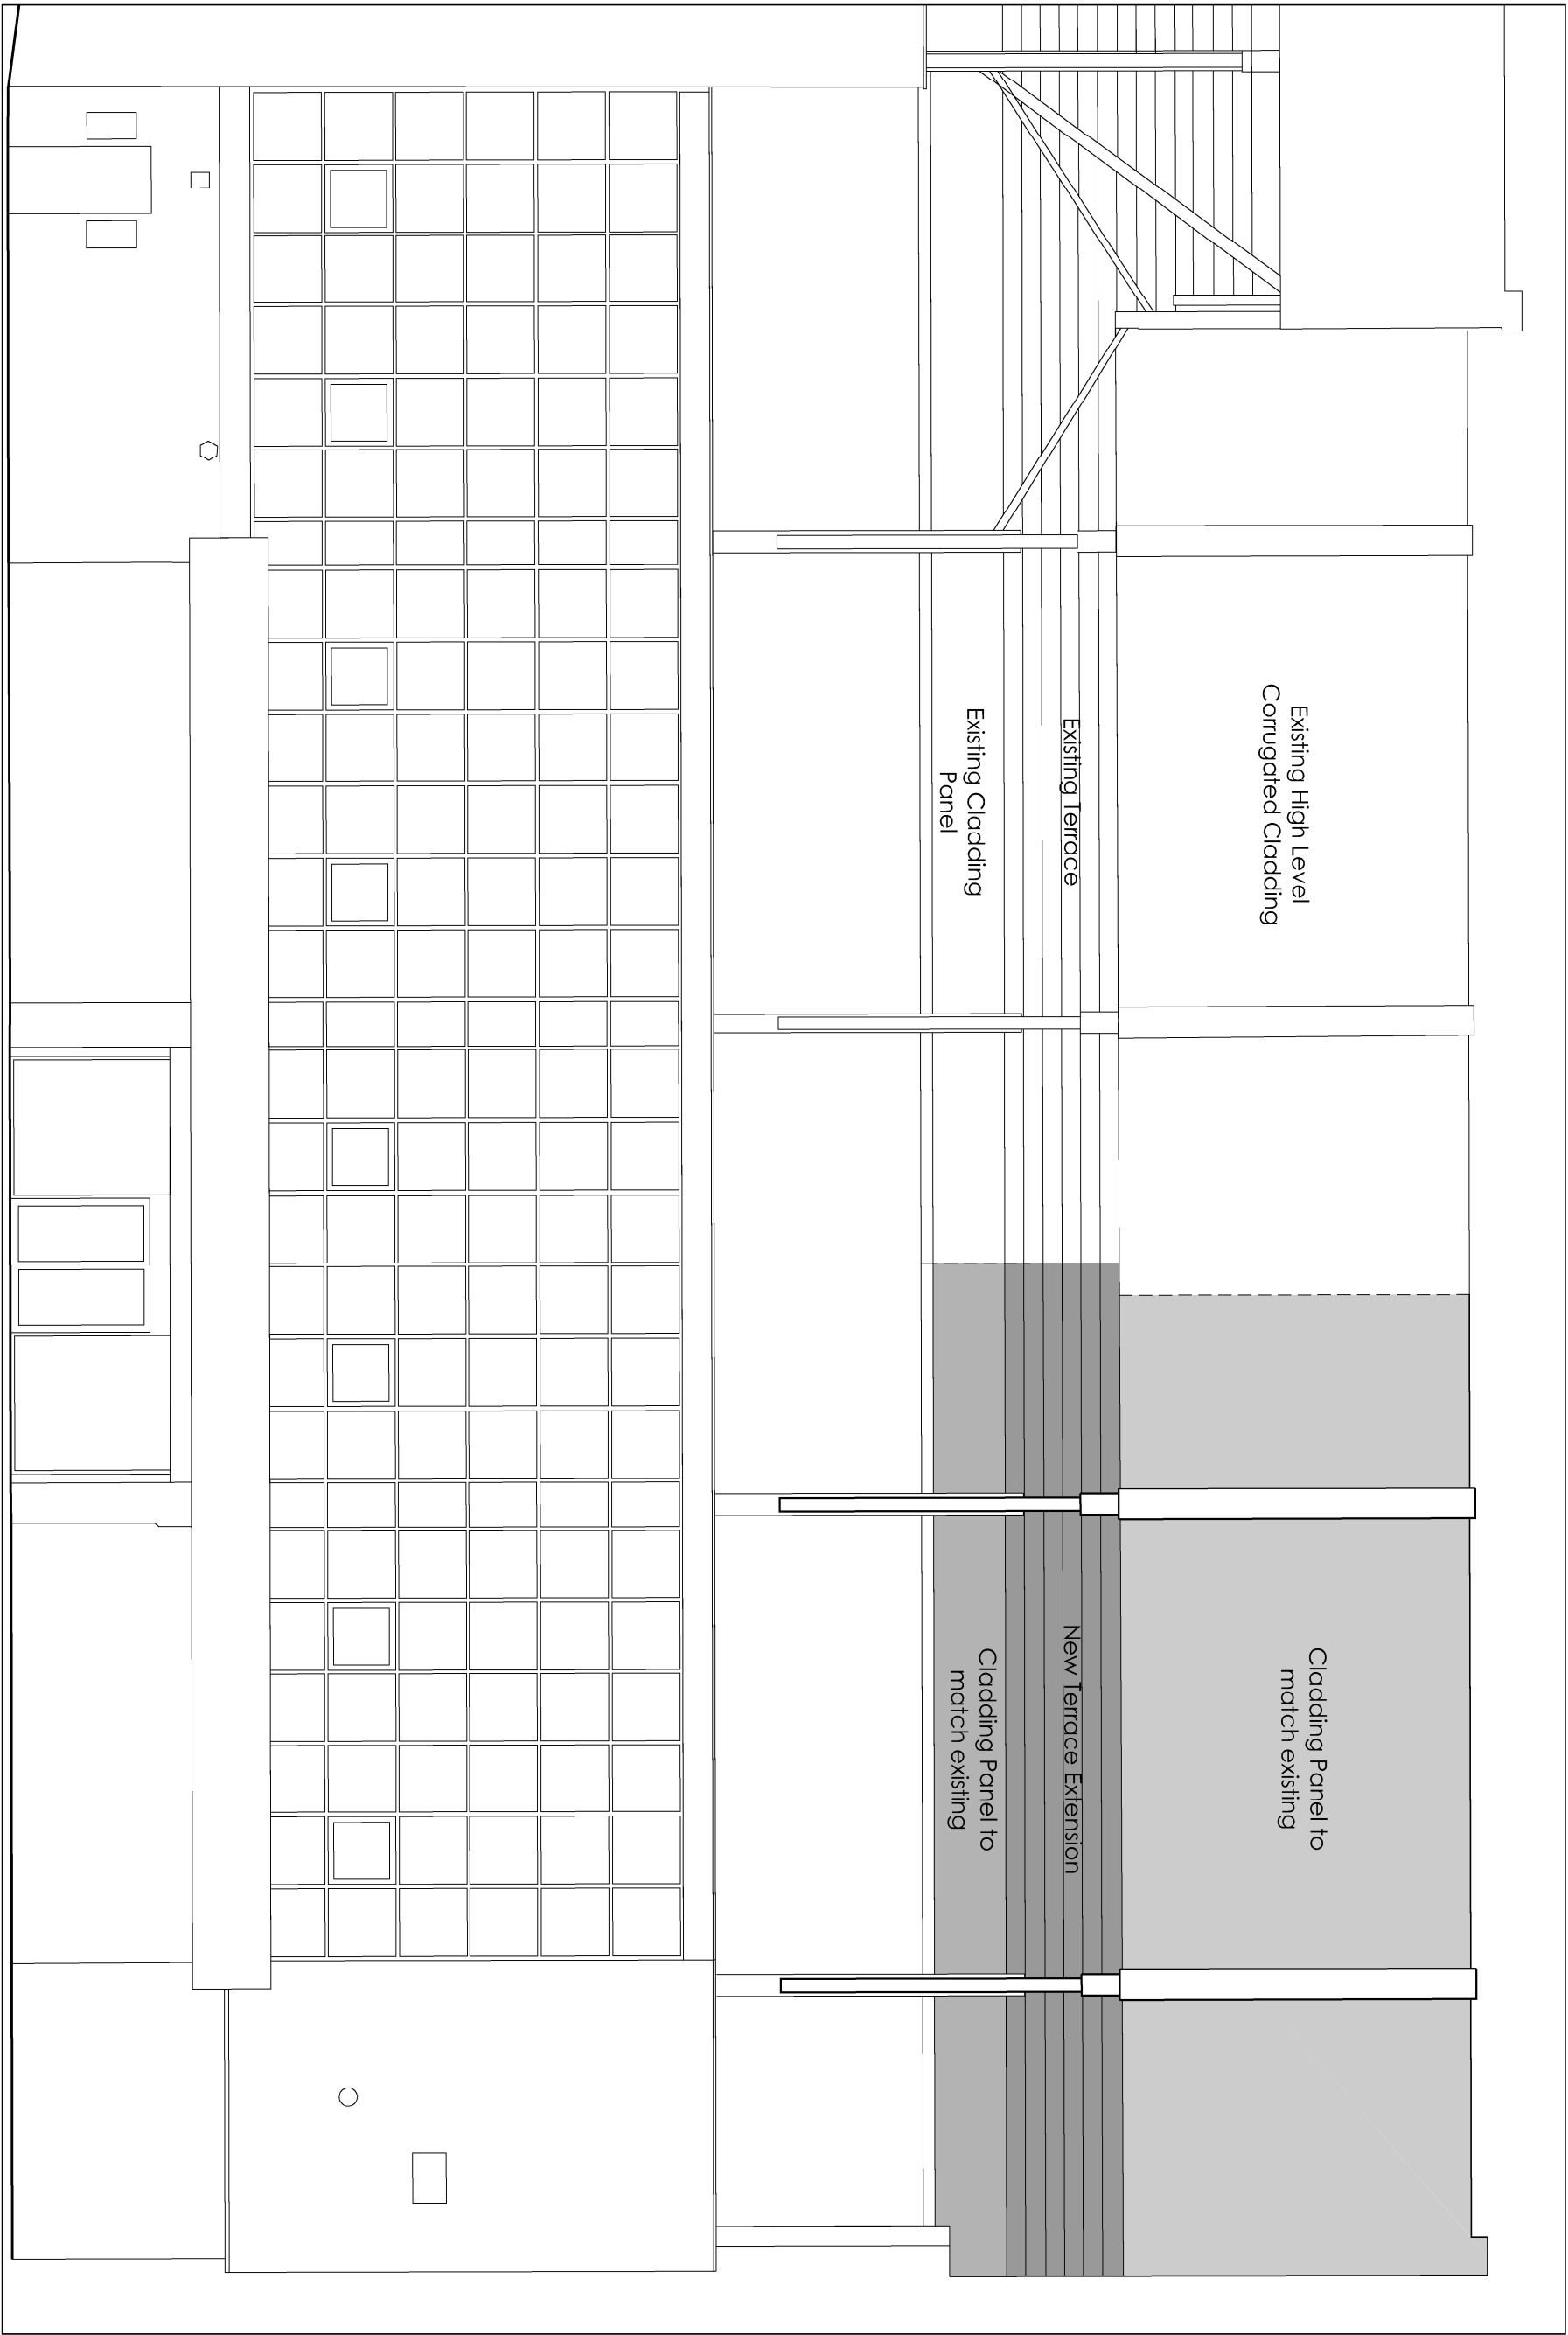 Existing High Level
Corrugated Cladding
Existing Terrace
Existing Cladding
Panel
Cladding Panel to
match existing
New Terrace Extension
Cladding Panel to
match existing